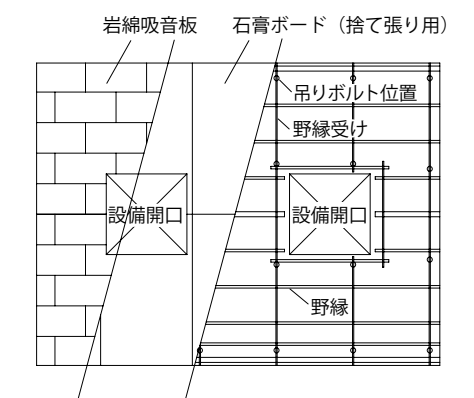 岩綿吸音板
石膏ボード（捨て張り用）
吊りボルト位置
野縁受け
設備開口
設備開口
野縁